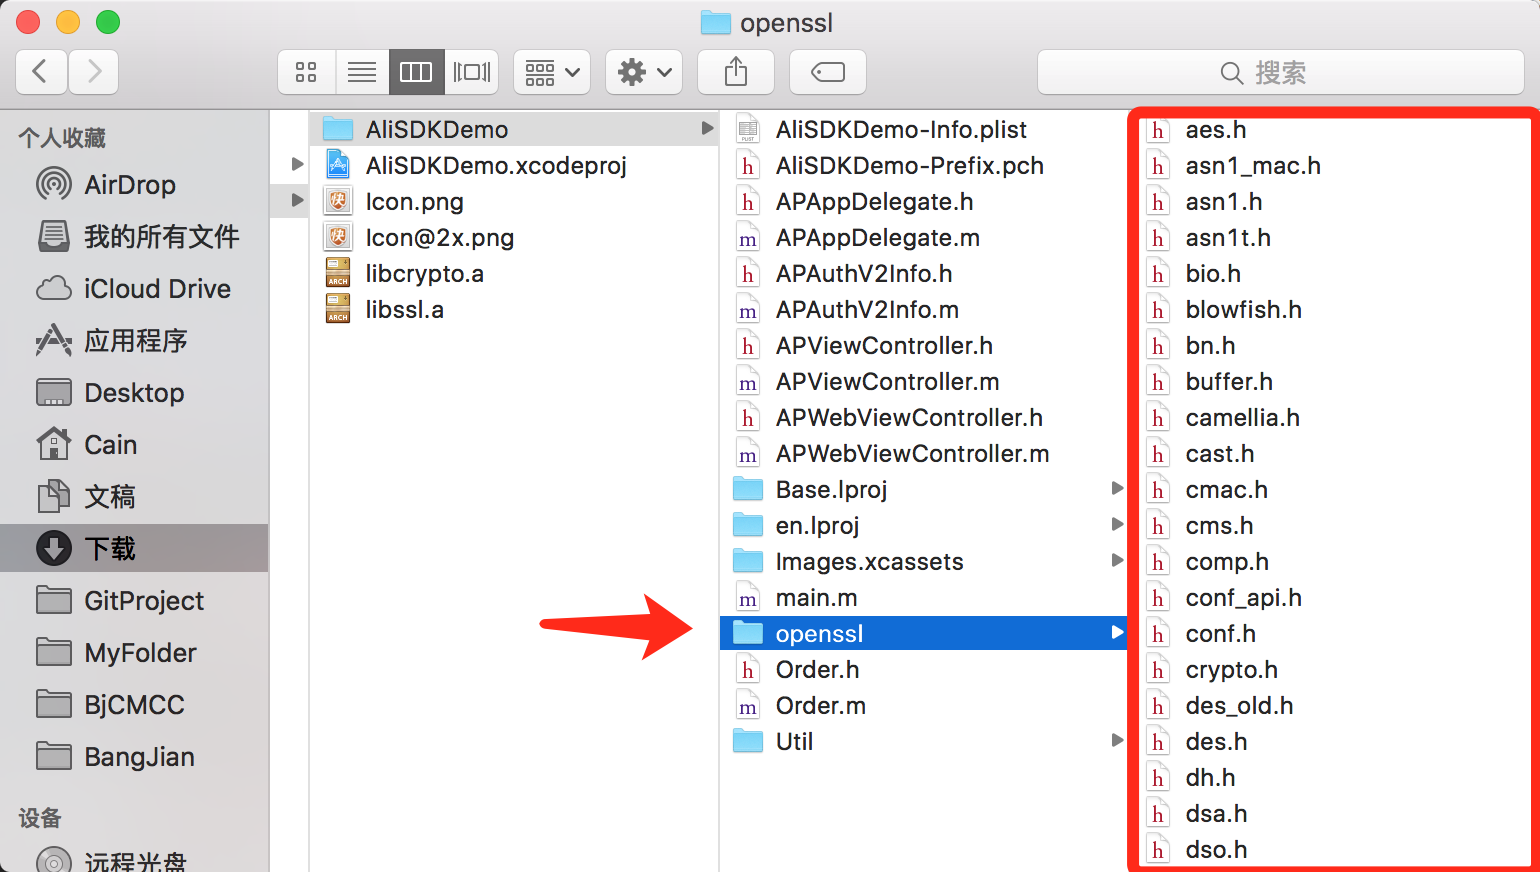 openssl
搜索
个人收藏
AirDrop
我的所有文件
iCloud Drive
应用程序
Desktop
Cain
文稿
下载
GitProject
MyFolder
BjCMCC
BangJian
设备
远程光盘
AliSDKDemo
AliSDKDemo.xcodeproj
Icon.png
Icon@2x.png
libcrypto.a
libssl.a
ARCH
ARCH
快
快
AliSDKDemo-Info.plist
AliSDKDemo-Prefix.pch
APAppDelegate.h
APAppDelegate.m
APAuthV2Info.h
APAuthV2Info.m
APViewController.h
APViewController.m
APWebViewController.h
APWebViewController.m
Base.lproj
en.lproj
Images.xcassets
main.m
openssl
Order.h
Order.m
Util
aes.h
asn1_mac.h
asn1.h
asn1t.h
bio.h
blowfish.h
bn.h
buffer.h
camellia.h
cast.h
cmac.h
cms.h
comp.h
conf_api.h
conf.h
crypto.h
des_old.h
des.h
dh.h
dsa.h
dso.h